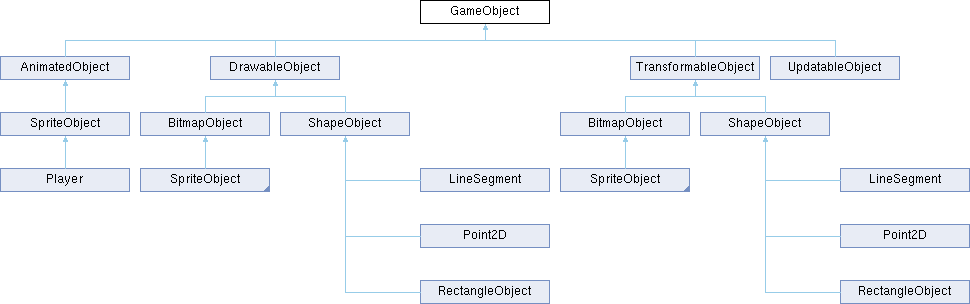 GameObject
AnimatedObject
DrawableObject
TransformableObject
UpdatableObject
SpriteObject
BitmapObject
ShapeObject
BitmapObject
ShapeObject
Player
SpriteObject
LineSegment
SpriteObject
LineSegment
Point2D
Point2D
RectangleObject
RectangleObject